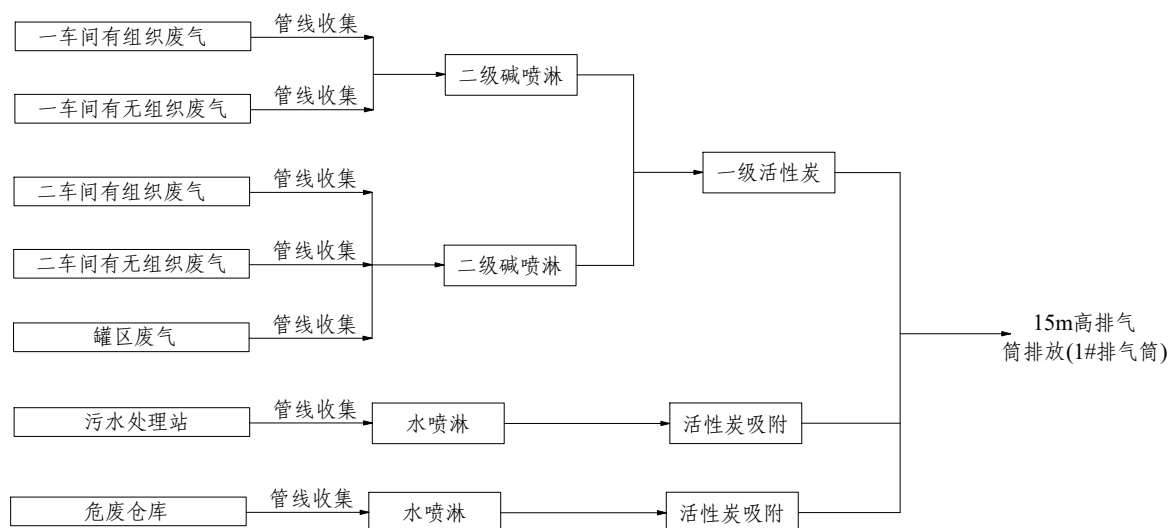 一车间有组织废气
管线收集
一车间有无组织废气
管线收集
二级碱喷淋
二车间有组织废气
管线收集
二车间有无组织废气
管线收集
罐区废气
管线收集
二级碱喷淋
一级活性炭
污水处理站
管线收集
水喷淋
活性炭吸附
危废仓库
管线收集
水喷淋
活性炭吸附
15m高排气
筒排放(1#排气筒)